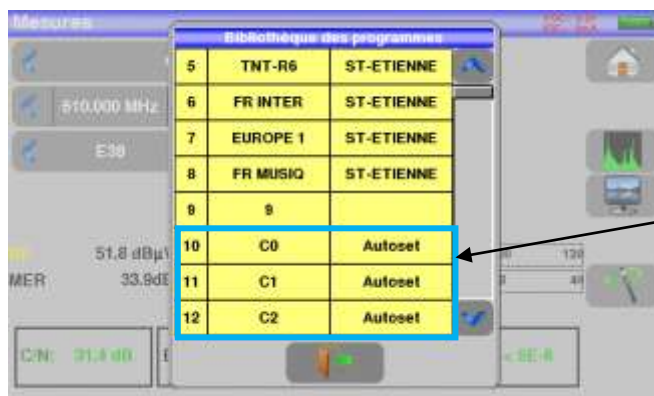 Mesures
Bibliothèque des programmes
5 TNT-R6 ST-ETIENNE
6 FR INTER ST-ETIENNE
7 EUROPE 1 ST-ETIENNE
8 FR MUSIQ ST-ETIENNE
9 9
10 C0 Autoset
11 C1 Autoset
12 C2 Autoset
610.000 MHz
E38
51.8 dBµV
120
MER 33.9dB
C/N: 31.4 dB